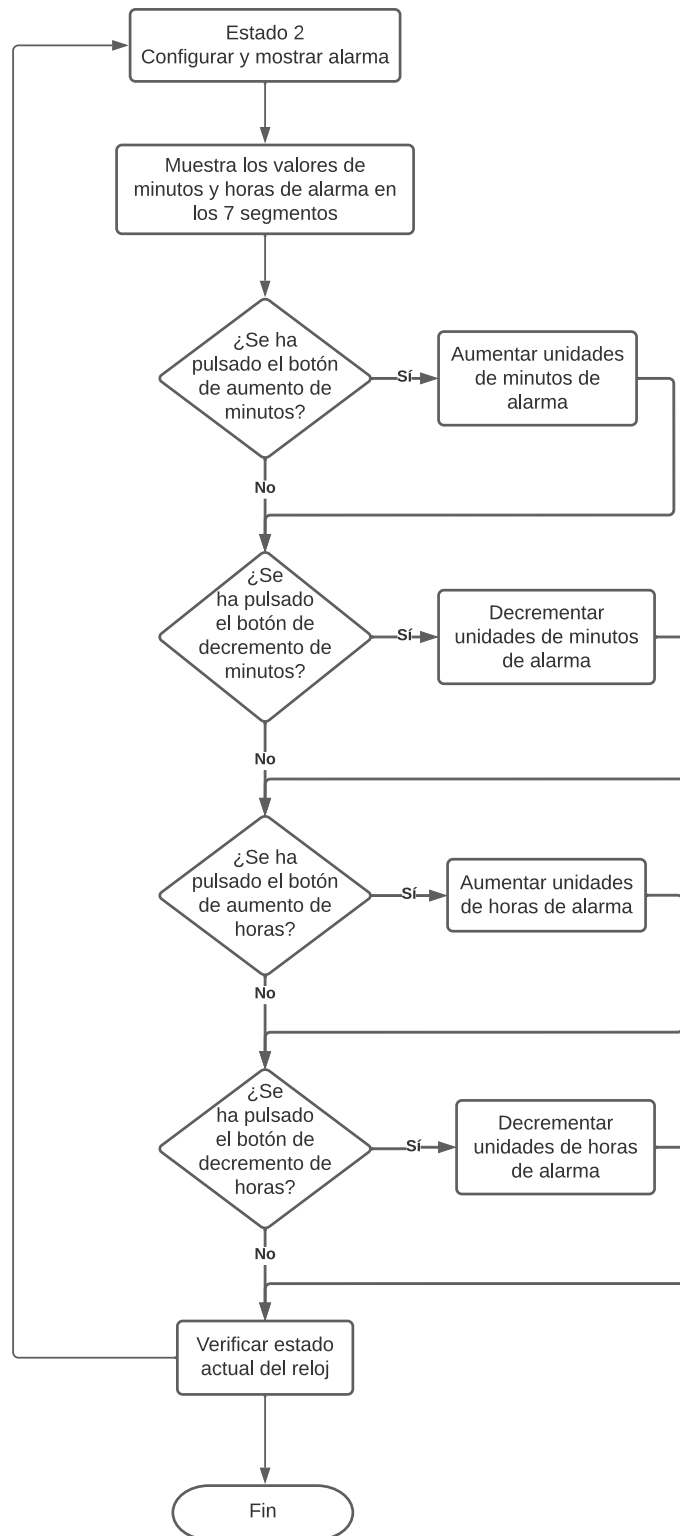 Estado 2
Configurar y mostrar alarma
Muestra los valores de
minutos y horas de alarma en
los 7 segmentos
¿Se ha
pulsado el botón
de aumento de
minutos?
Sí
Aumentar unidades
de minutos de
alarma
No
¿Se
ha pulsado
el botón de
decremento de
minutos?
Sí
Decrementar
unidades de minutos
de alarma
No
¿Se ha
pulsado el botón
de aumento de
horas?
Sí
Aumentar unidades
de horas de alarma
No
¿Se
ha pulsado
el botón de
decremento de
horas?
Sí
Decrementar
unidades de horas
de alarma
No
Verificar estado
actual del reloj
Fin